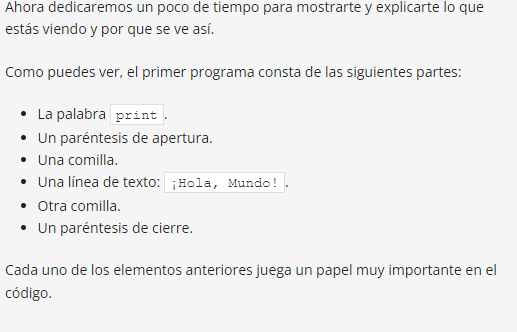 Ahora dedicaremos un poco de tiempo para mostrarte y explicarte lo que
estás viendo y por que se ve así.
Como puedes ver, el primer programa consta de las siguientes partes:
• La palabra print.
• Un paréntesis de apertura.
• Una comilla.
• Una línea de texto: ¡Hola, Mundo!.
• Otra comilla.
• Un paréntesis de cierre.
Cada uno de los elementos anteriores juega un papel muy importante en el
código.